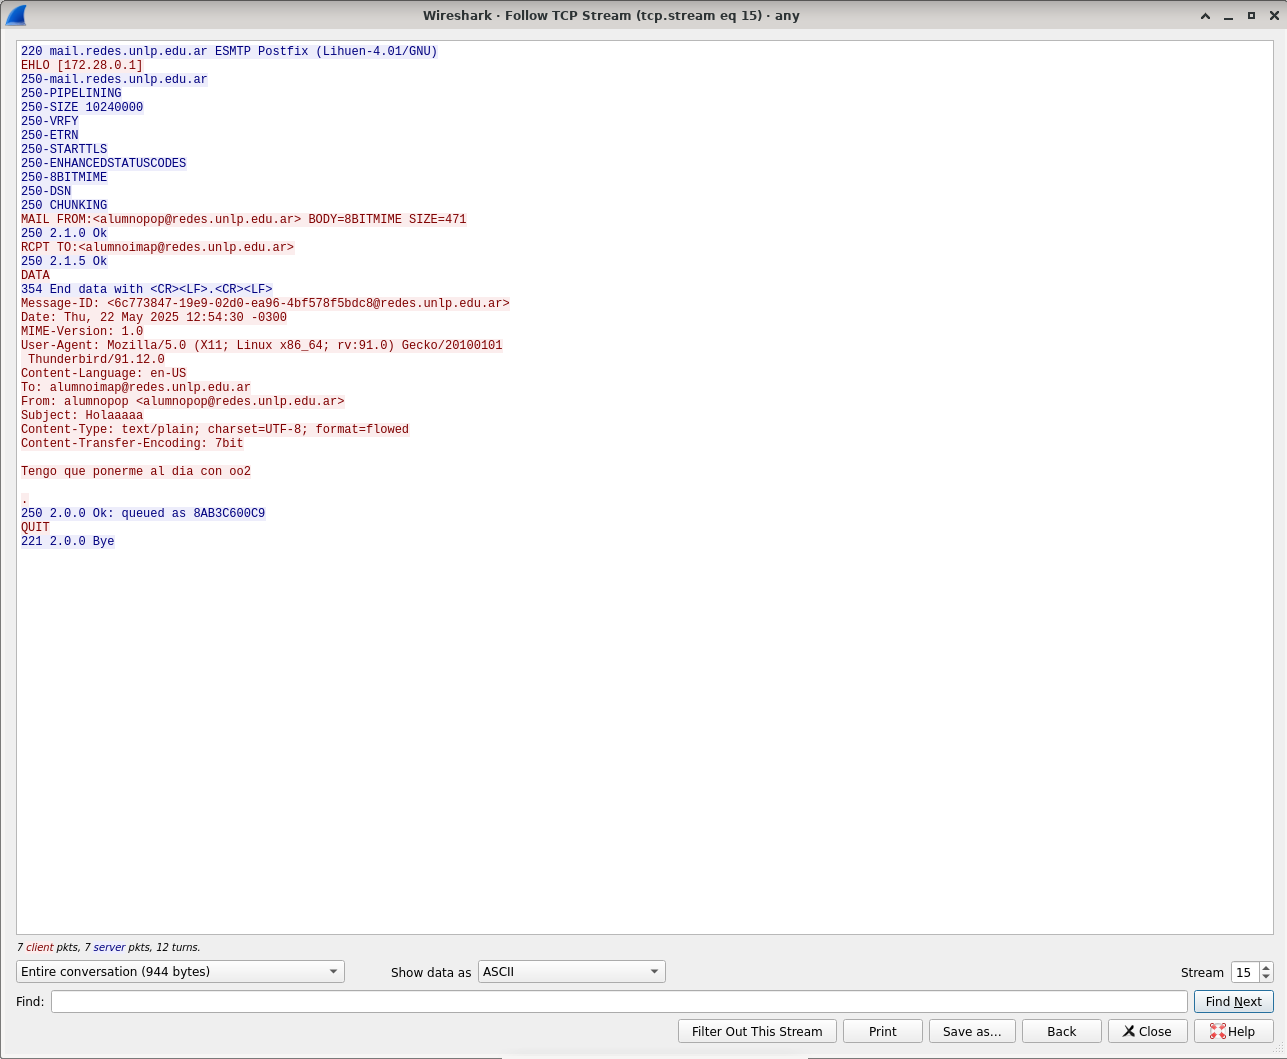 Wireshark · Follow TCP Stream (tcp.stream eq 15) · any
220 mail.redes.unlp.edu.ar ESMTP Postfix (Lihuen-4.01/GNU)
EHLO [172.28.0.1]
250-mail.redes.unlp.edu.ar
250-PIPELINING
250-SIZE 10240000
250-VRFY
250-ETRN
250-STARTTLS
250-ENHANCEDSTATUSCODES
250-8BITMIME
250-DSN
250 CHUNKING
MAIL FROM:<alumnopop@redes.unlp.edu.ar> BODY=8BITMIME SIZE=471
250 2.1.0 Ok
RCPT TO:<alumnoimap@redes.unlp.edu.ar>
250 2.1.5 Ok
DATA
354 End data with <CR><LF>.<CR><LF>
Message-ID: <6c773847-19e9-02d0-ea96-4bf578f5bdc8@redes.unlp.edu.ar>
Date: Thu, 22 May 2025 12:54:30 -0300
MIME-Version: 1.0
User-Agent: Mozilla/5.0 (X11; Linux x86_64; rv:91.0) Gecko/20100101
 Thunderbird/91.12.0
Content-Language: en-US
To: alumnoimap@redes.unlp.edu.ar
From: alumnopop <alumnopop@redes.unlp.edu.ar>
Subject: Holaaaaa
Content-Type: text/plain; charset=UTF-8; format=flowed
Content-Transfer-Encoding: 7bit

Tengo que ponerme al dia con oo2

.
250 2.0.0 Ok: queued as 8AB3C600C9
QUIT
221 2.0.0 Bye
7 client pkts, 7 server pkts, 12 turns.
Entire conversation (944 bytes) Show data as ASCII Stream 15
Find: Find Next
Filter Out This Stream Print Save as... Back Close Help